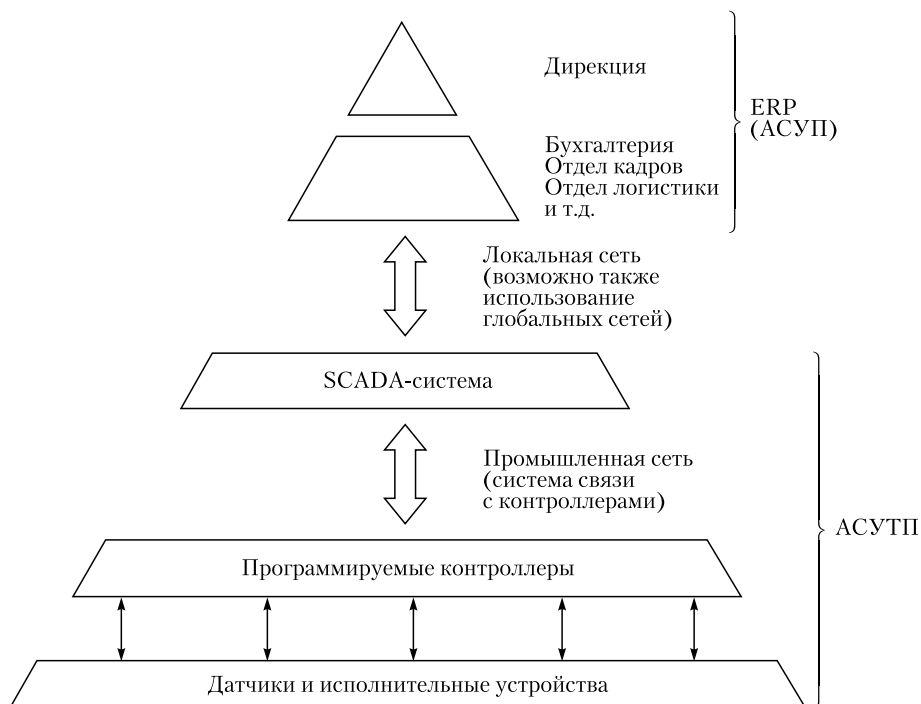 Дирекция
ERP
(АСУП)
Бухгалтерия
Отдел кадров
Отдел логистики
и т.д.
Локальная сеть
(возможно также
использование
глобальных сетей)
SCADA-система
Промышленная сеть
(система связи
с контроллерами)
АСУТП
Программируемые контроллеры
Датчики и исполнительные устройства